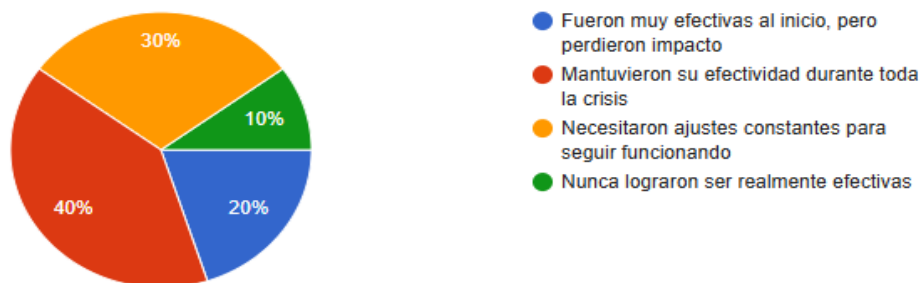 30%
10%
40%
20%
Fueron muy efectivas al inicio, pero
perdieron impacto
Mantuvieron su efectividad durante toda
la crisis
Necesitaron ajustes constantes para
seguir funcionando
Nunca lograron ser realmente efectivas